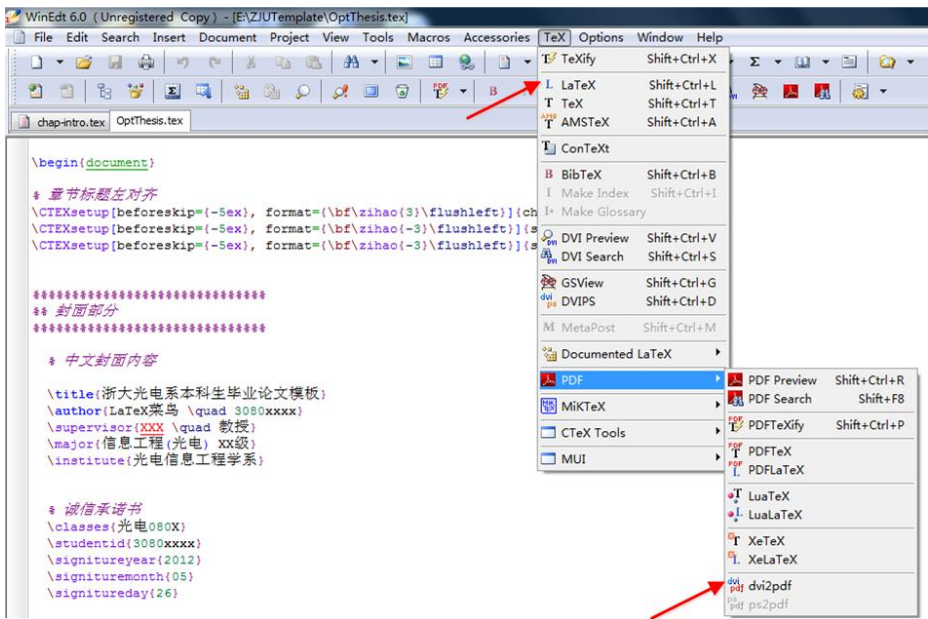 WinEdt 6.0 (Unregistered Copy) - [E:\ZJUTemplate\OptThesis.tex]
File Edit Search Insert Document Project View Tools Macros Accessories TeX Options Window Help
chap-intro.tex OptThesis.tex
\begin{document}
% 章节标题左对齐
\CTEXsetup[beforeskip={-5ex}, format={\bf\zihao{3}\flushleft}]{ch
\CTEXsetup[beforeskip={-5ex}, format={\bf\zihao{-3}\flushleft}]{s
\CTEXsetup[beforeskip={-5ex}, format={\bf\zihao{-3}\flushleft}]{s
%%%%%%%%%%%%%%%%%%%%%%%%%%%%%%
%% 封面部分
%%%%%%%%%%%%%%%%%%%%%%%%%%%%%%
% 中文封面内容
\title{浙大光电系本科生毕业论文模板}
\author{LaTeX菜鸟 \quad 3080xxxx}
\supervisor{XXX \quad 教授}
\major{信息工程(光电) XX级}
\institute{光电信息工程学系}
% 诚信承诺书
\classes{光电080X}
\studentid{3080xxxx}
\signitureyear{2012}
\signituremonth{05}
\signitureday{26}
TeXify Shift+Ctrl+X
LaTeX Shift+Ctrl+L
TeX Shift+Ctrl+T
AMSTeX Shift+Ctrl+A
ConTeXt
BibTeX Shift+Ctrl+B
Make Index Shift+Ctrl+I
Make Glossary
DVI Preview Shift+Ctrl+V
DVI Search Shift+Ctrl+S
GSView Shift+Ctrl+G
DVIPS Shift+Ctrl+D
MetaPost Shift+Ctrl+M
Documented LaTeX
PDF
MiKTeX
CTeX Tools
MUI
PDF Preview Shift+Ctrl+R
PDF Search Shift+F8
PDFTeXify Shift+Ctrl+P
PDFTeX
PDFLaTeX
LuaTeX
LuaLaTeX
XeTeX
XeLaTeX
dvi2pdf
ps2pdf